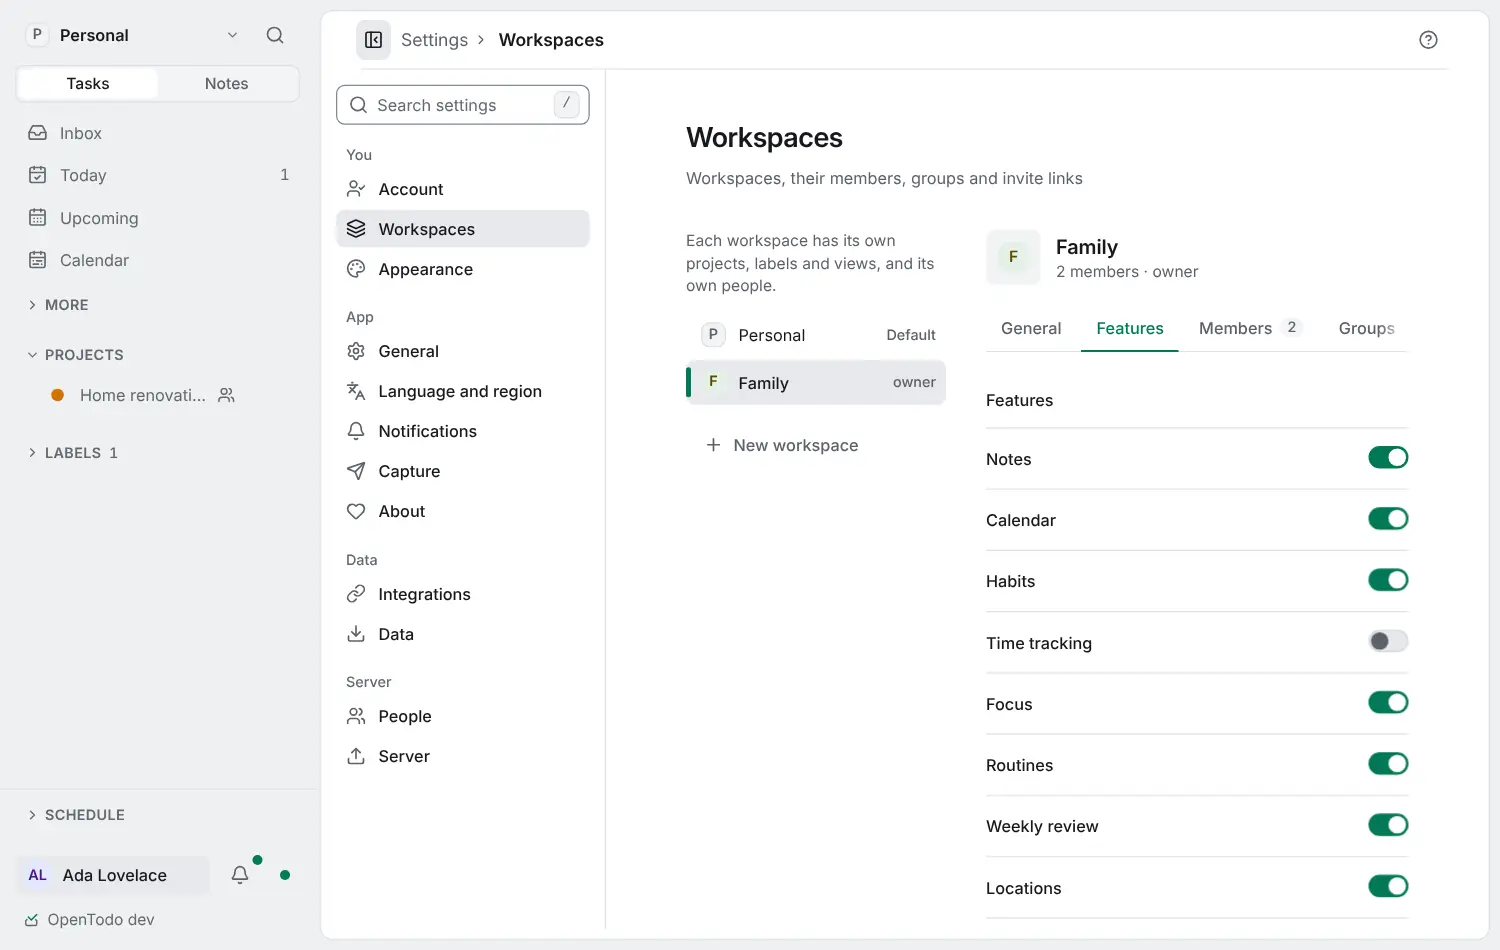 P Personal
Tasks Notes
Inbox
Today 1
Upcoming
Calendar
MORE
PROJECTS
Home renovati...
LABELS 1
SCHEDULE
AL Ada Lovelace
OpenTodo dev
Settings > Workspaces
Search settings /
You
Account
Workspaces
Appearance
App
General
Language and region
Notifications
Capture
About
Data
Integrations
Data
Server
People
Server
Workspaces
Workspaces, their members, groups and invite links
Each workspace has its own
projects, labels and views, and its
own people.
P Personal Default
F Family owner
+ New workspace
F Family
2 members · owner
General Features Members 2 Groups
Features
Notes
Calendar
Habits
Time tracking
Focus
Routines
Weekly review
Locations